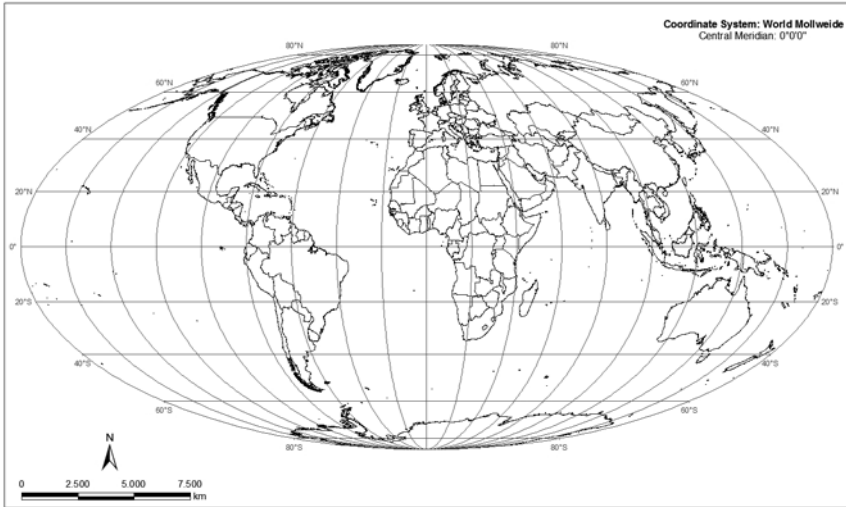 Coordinate System: World Mollweide
Central Meridian: 0°0'0"
80°N 80°N
60°N 60°N
40°N 40°N
20°N 20°N
0° 0°
20°S 20°S
40°S 40°S
60°S 60°S
80°S 80°S
N
0 2.500 5.000 7.500
km